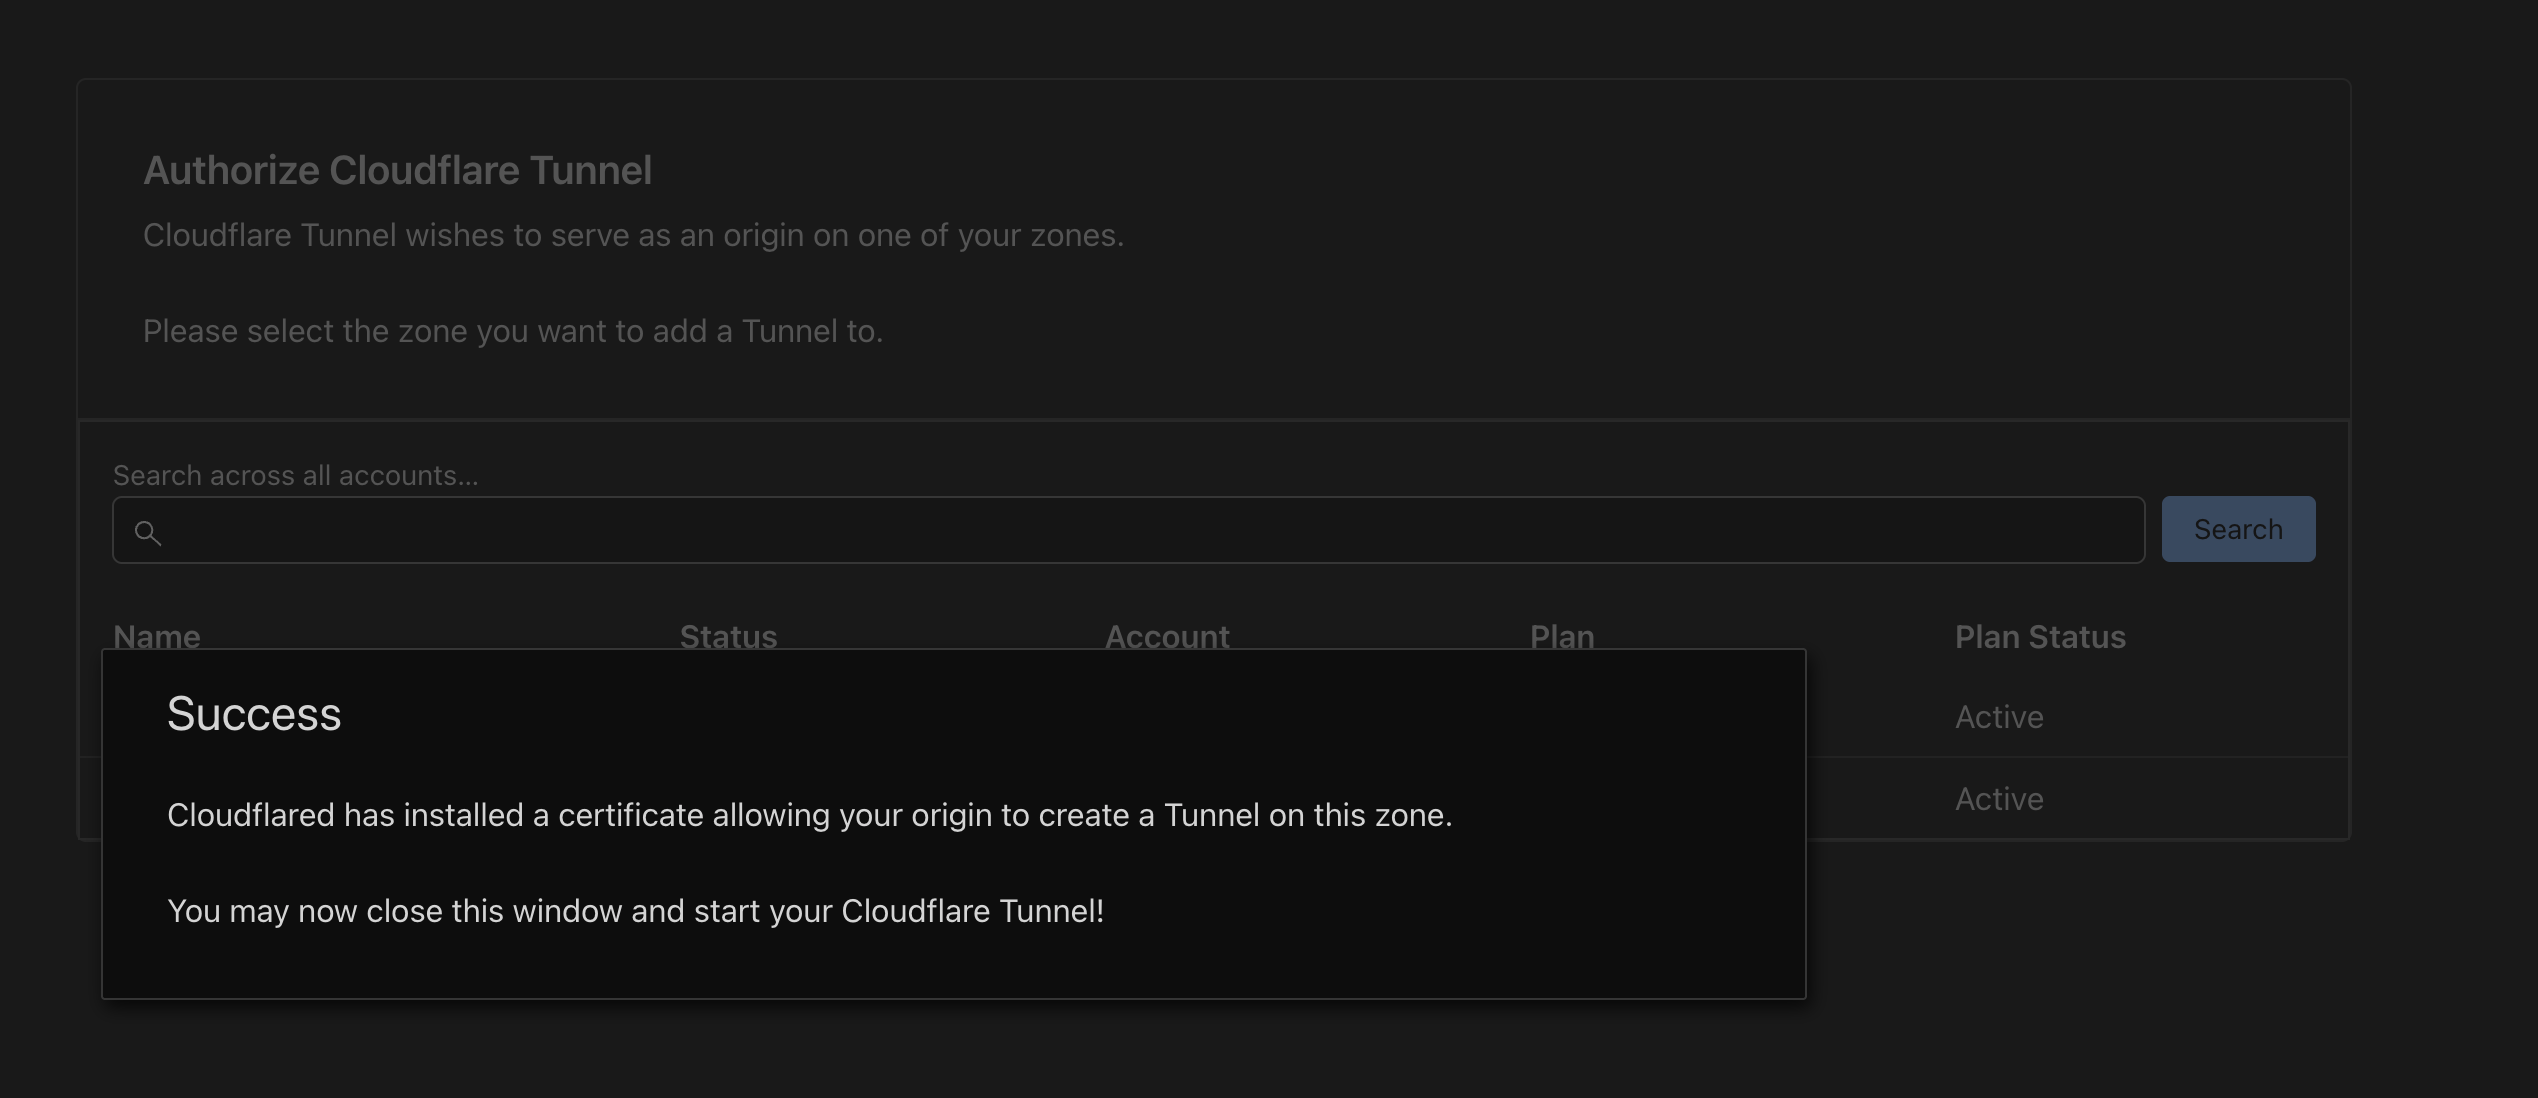 Authorize Cloudflare Tunnel
Cloudflare Tunnel wishes to serve as an origin on one of your zones.
Please select the zone you want to add a Tunnel to.
Search across all accounts...
Search
Name Status Account Plan Plan Status
Active
Active
Success
Cloudflared has installed a certificate allowing your origin to create a Tunnel on this zone.
You may now close this window and start your Cloudflare Tunnel!